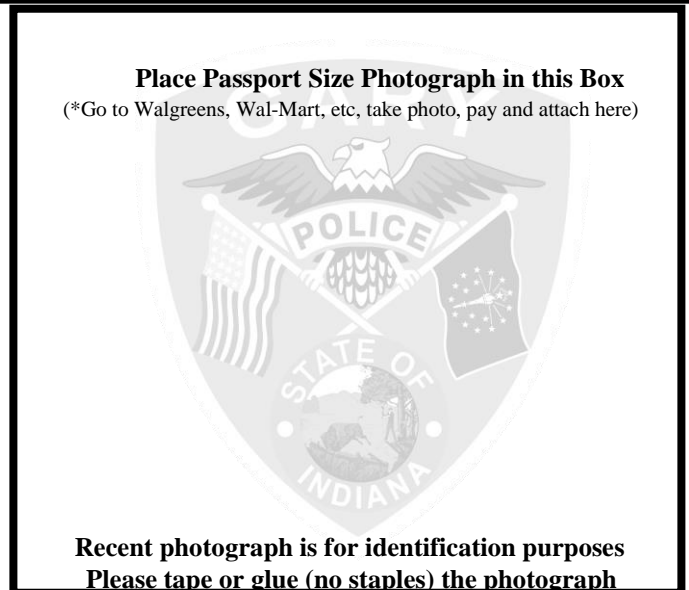 Place Passport Size Photograph in this Box
(*Go to Walgreens, Wal-Mart, etc, take photo, pay and attach here)
GARY
POLICE
STATE OF
INDIANA
Recent photograph is for identification purposes
Please tape or glue (no staples) the photograph